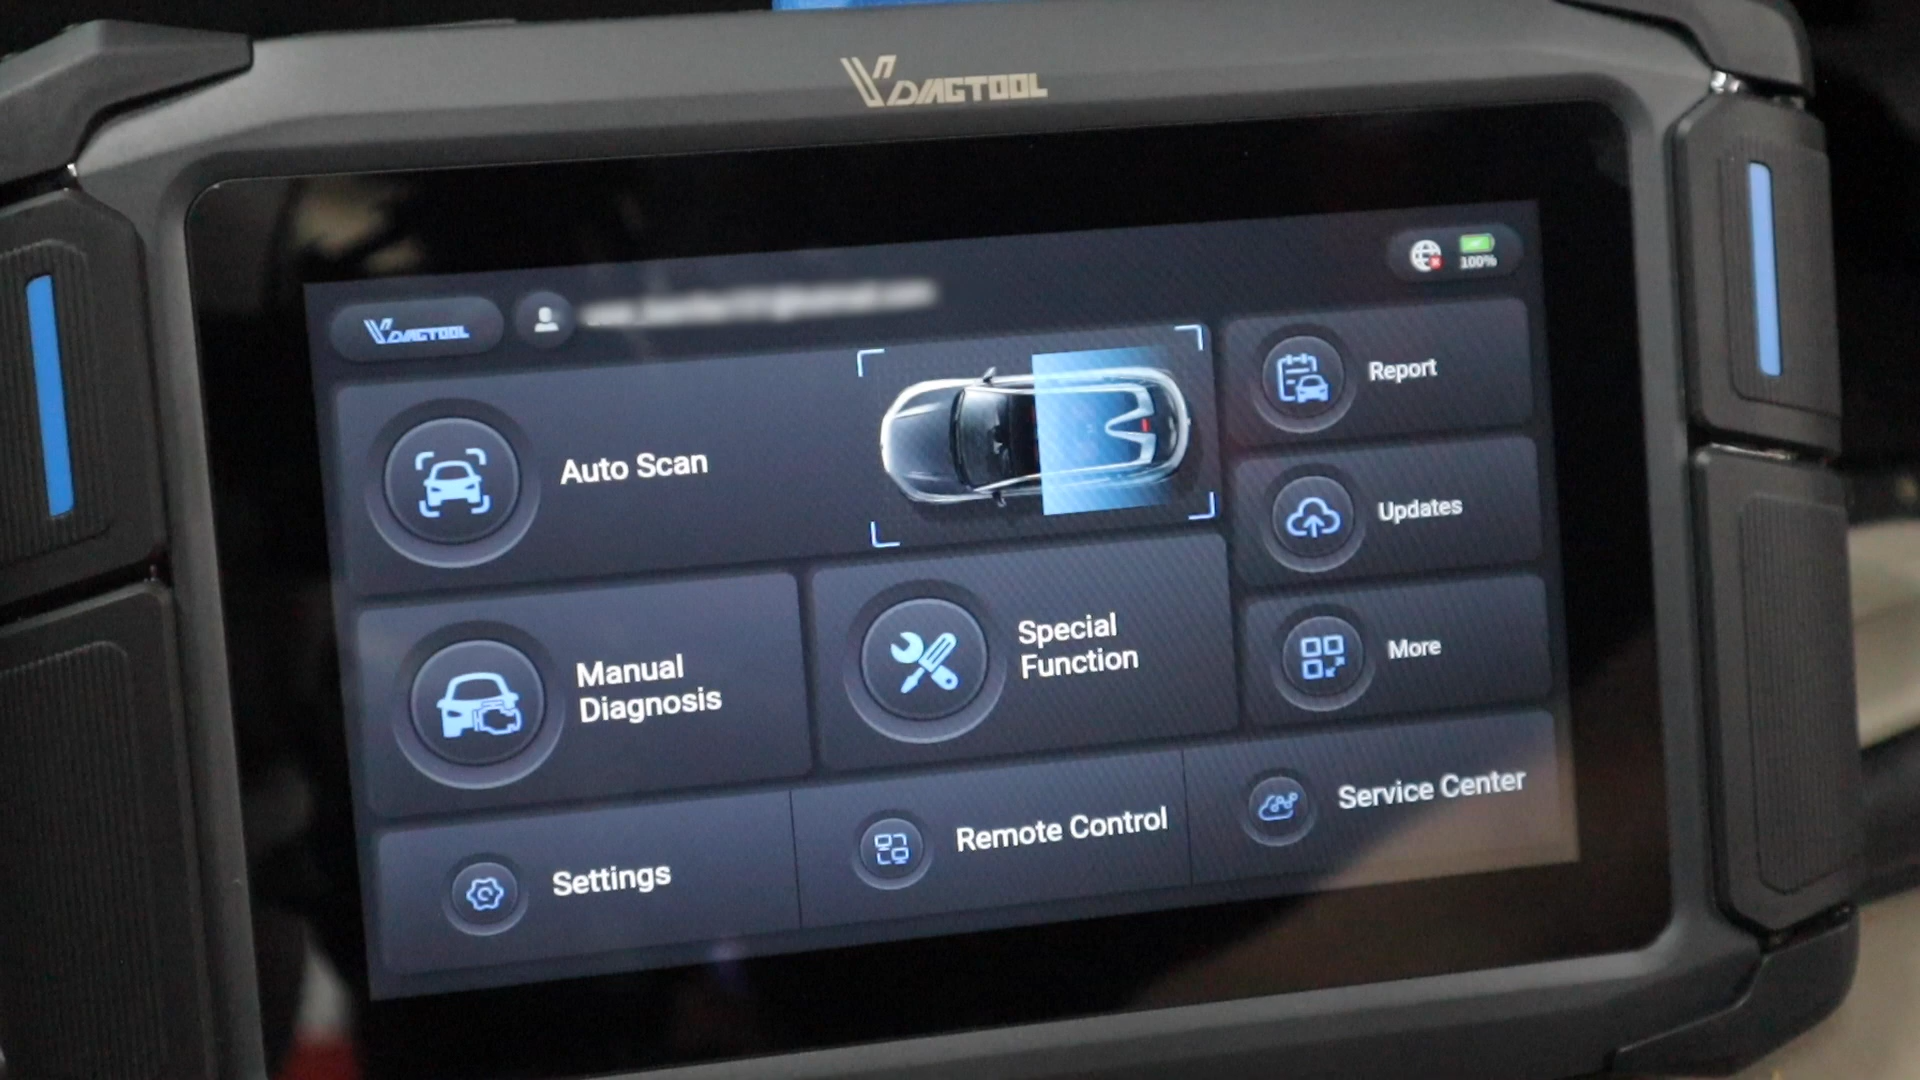 VDIAGTOOL
VDIAGTOOL
100%
Auto Scan
Report
Updates
Manual
Diagnosis
Special
Function
More
Settings
Remote Control
Service Center